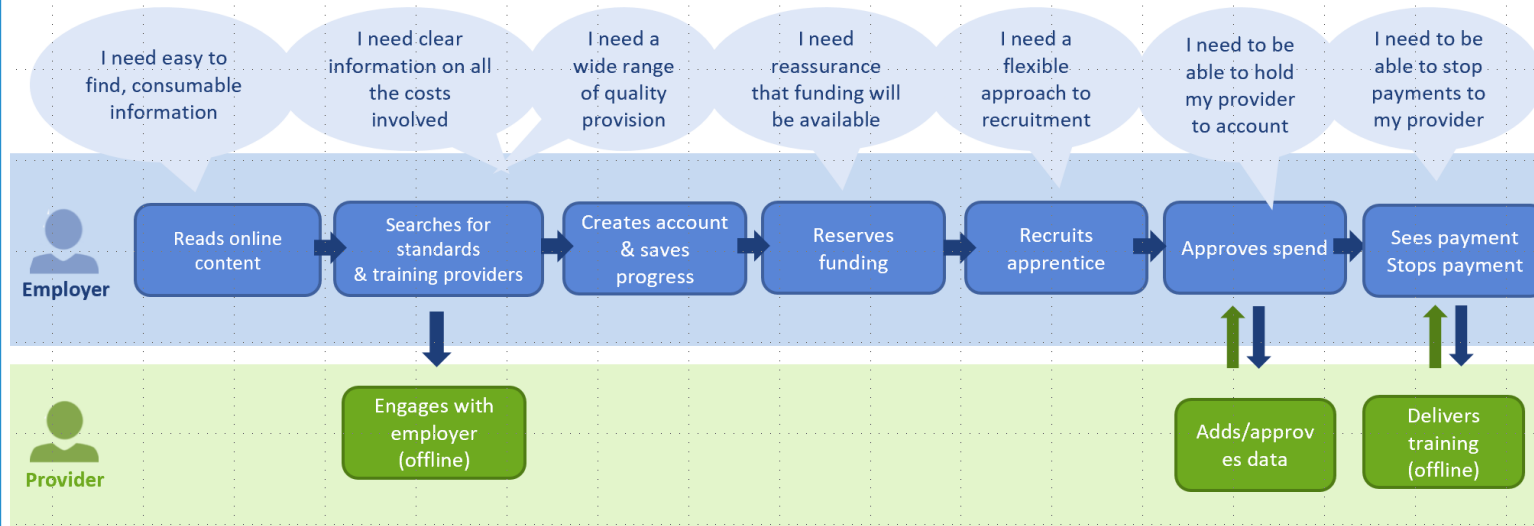 I need easy to
find, consumable
information
I need clear
information on all
the costs
involved
I need a
wide range
of quality
provision
I need
reassurance
that funding will
be available
I need a
flexible
approach to
recruitment
I need to be
able to hold
my provider
to account
I need to be
able to stop
payments to
my provider
Employer
Reads online
content
Searches for
standards
& training providers
Creates account
& saves
progress
Reserves
funding
Recruits
apprentice
Approves spend
Sees payment
Stops payment
Provider
Engages with
employer
(offline)
Adds/approv
es data
Delivers
training
(offline)